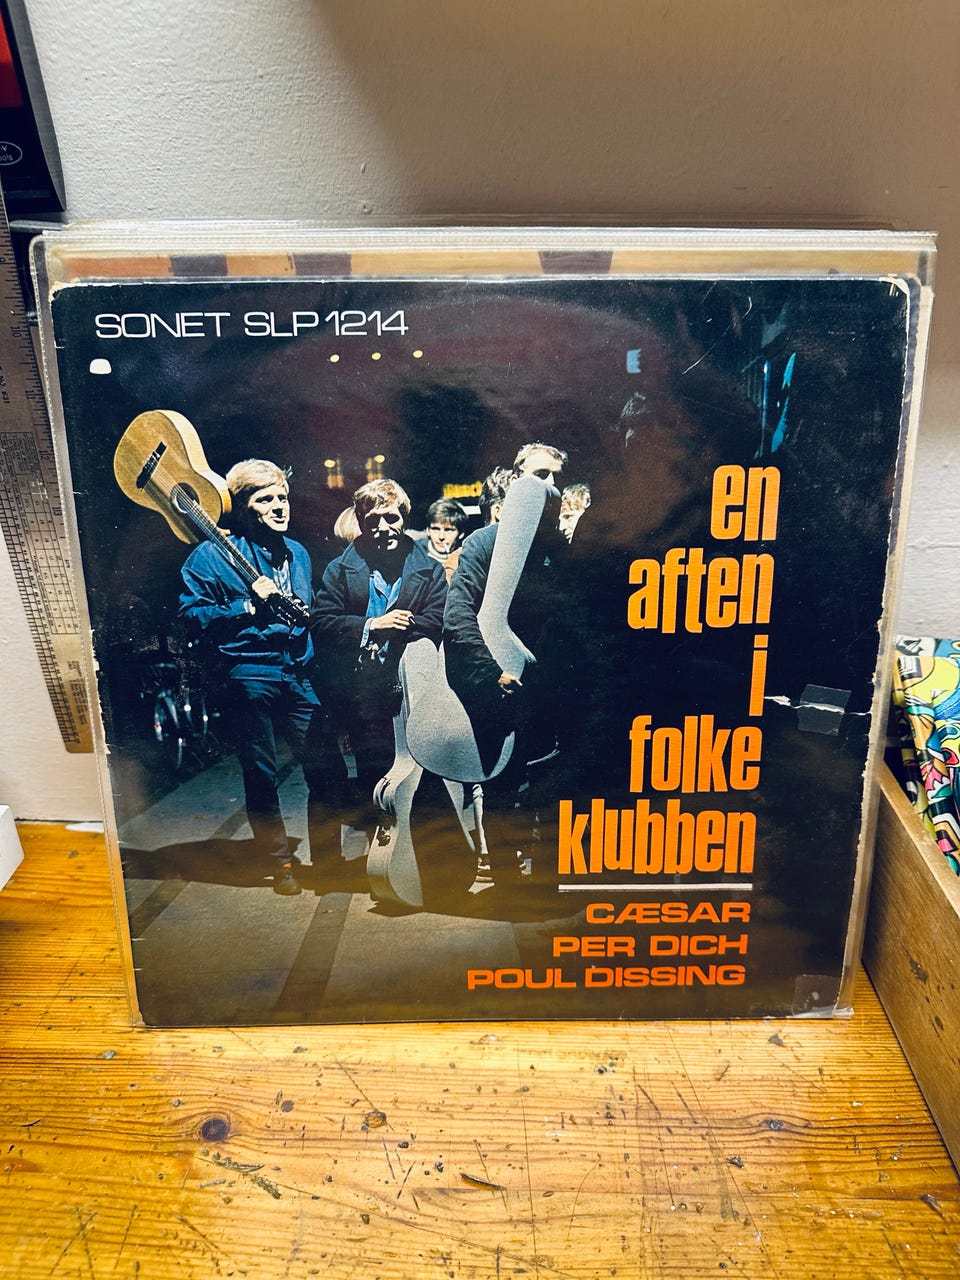 SONET SLP 1214
en
aften
i
folke
klubben
CÆSAR
PER DICH
POUL DISSING